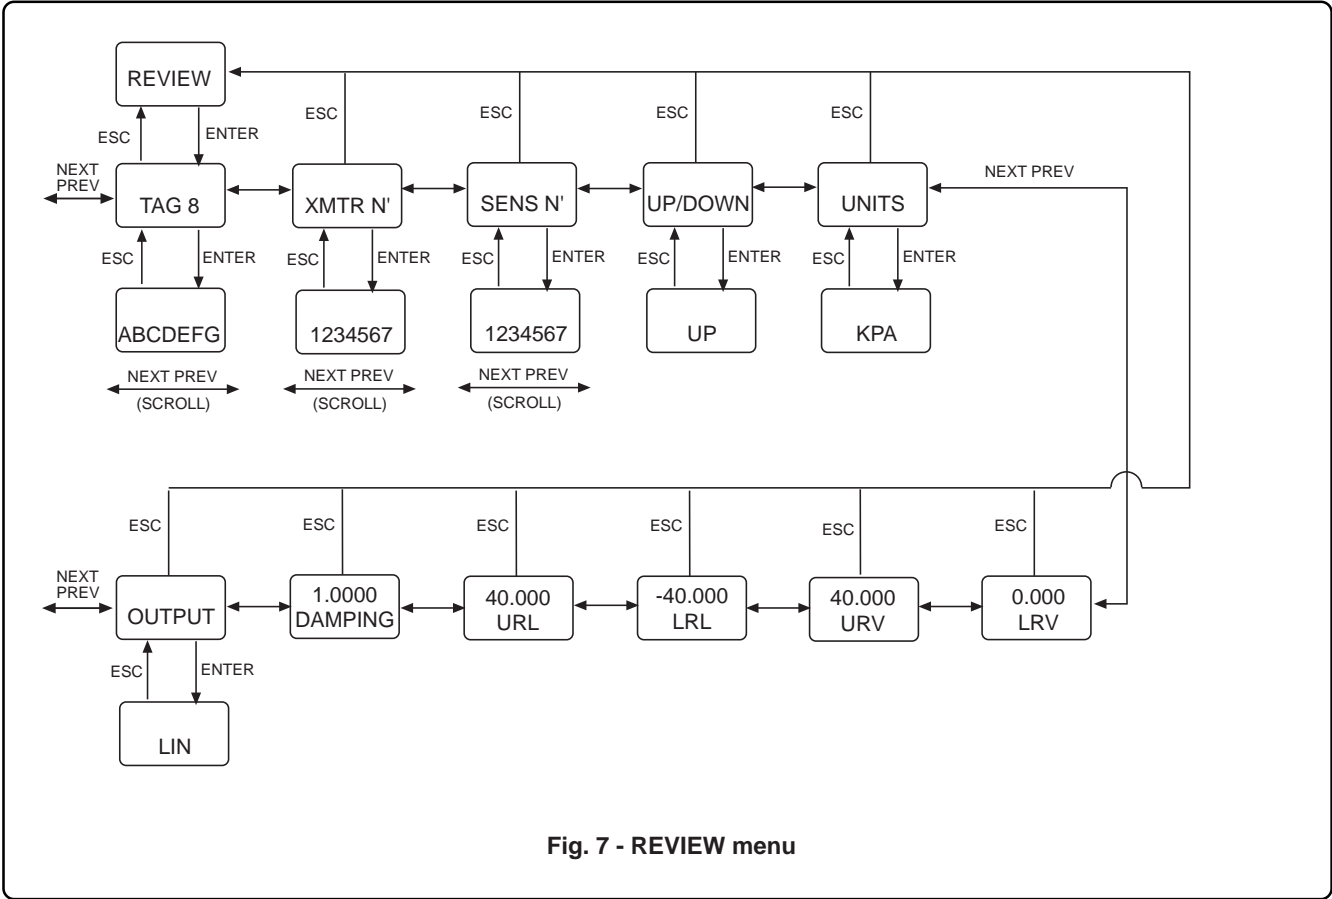 REVIEW
ESC
ESC
ESC
ESC
ESC
ENTER
NEXT
PREV
TAG 8
XMTR N'
SENS N'
UP/DOWN
UNITS
NEXT PREV
ESC
ENTER
ESC
ENTER
ESC
ENTER
ESC
ENTER
ESC
ENTER
ABCDEFG
1234567
1234567
UP
KPA
NEXT PREV
(SCROLL)
NEXT PREV
(SCROLL)
NEXT PREV
(SCROLL)
ESC
ESC
ESC
ESC
ESC
ESC
NEXT
PREV
OUTPUT
1.0000
DAMPING
40.000
URL
-40.000
LRL
40.000
URV
0.000
LRV
ESC
ENTER
LIN
Fig. 7 - REVIEW menu